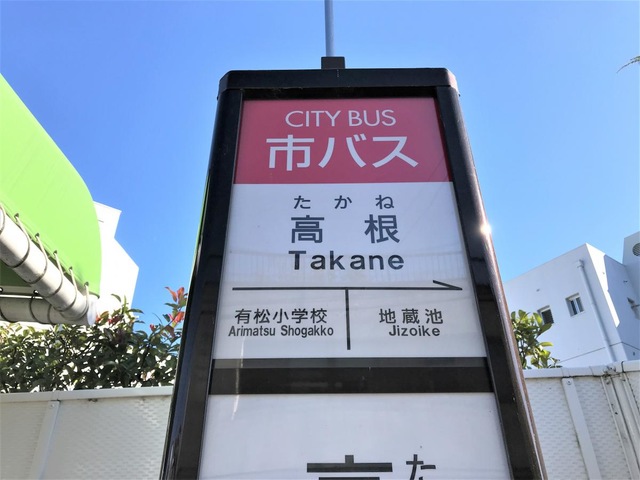 CITY BUS
市バス
たかね
高根
Takane
有松小学校 地蔵池
Arimatsu Shogakko Jizoike
た